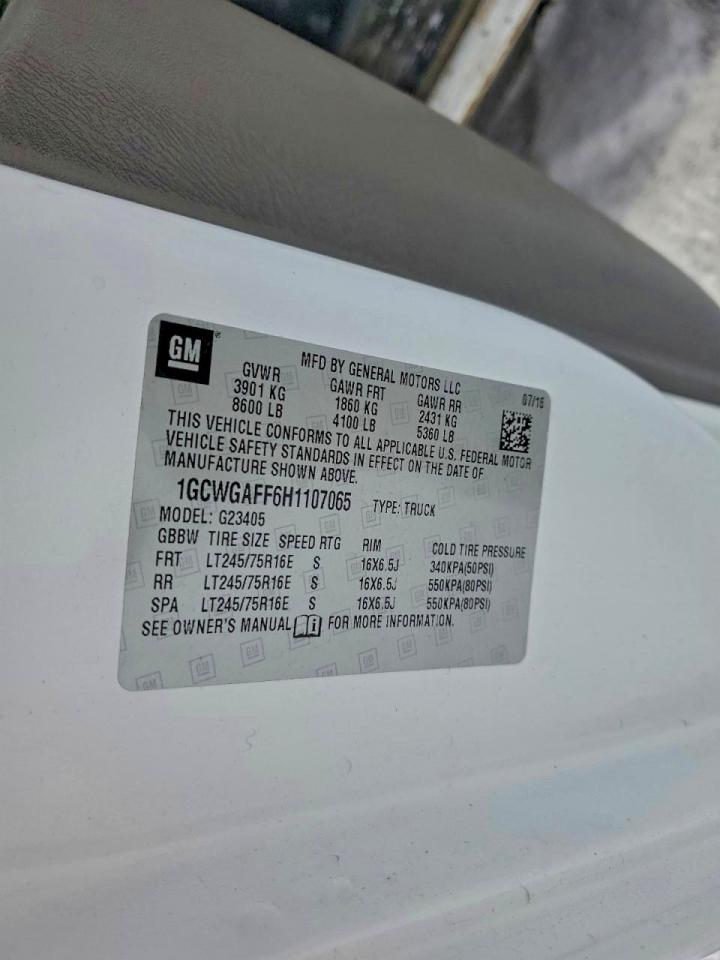 GM
MFD BY GENERAL MOTORS LLC
07/16
GVWR GAWR FRT GAWR RR
3901 KG 1860 KG 2431 KG
8600 LB 4100 LB 5360 LB
THIS VEHICLE CONFORMS TO ALL APPLICABLE U.S. FEDERAL MOTOR
VEHICLE SAFETY STANDARDS IN EFFECT ON THE DATE OF
MANUFACTURE SHOWN ABOVE.
1GCWGAFF6H1107065 TYPE: TRUCK
MODEL: G23405
GBBW TIRE SIZE SPEED RTG RIM COLD TIRE PRESSURE
FRT LT245/75R16E S 16X6.5J 340KPA(50PSI)
RR LT245/75R16E S 16X6.5J 550KPA(80PSI)
SPA LT245/75R16E S 16X6.5J 550KPA(80PSI)
SEE OWNER'S MANUAL i FOR MORE INFORMATION.